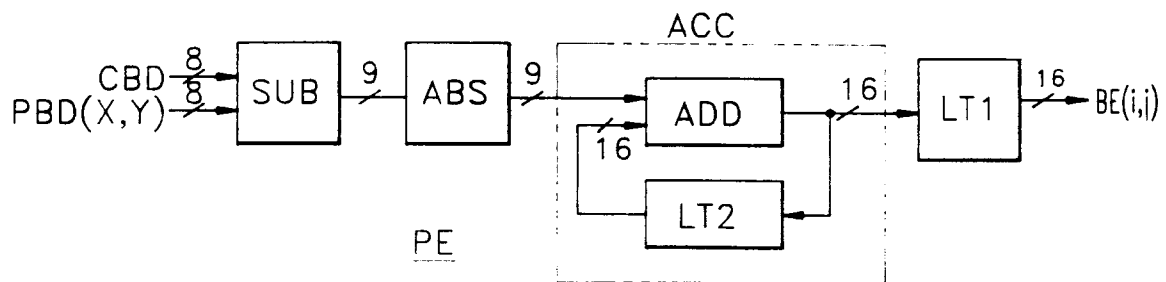 ACC
CBD
8
PBD(X,Y)
8
SUB
9
ABS
9
ADD
16
16
LT1
16
BE(i,j)
LT2
PE